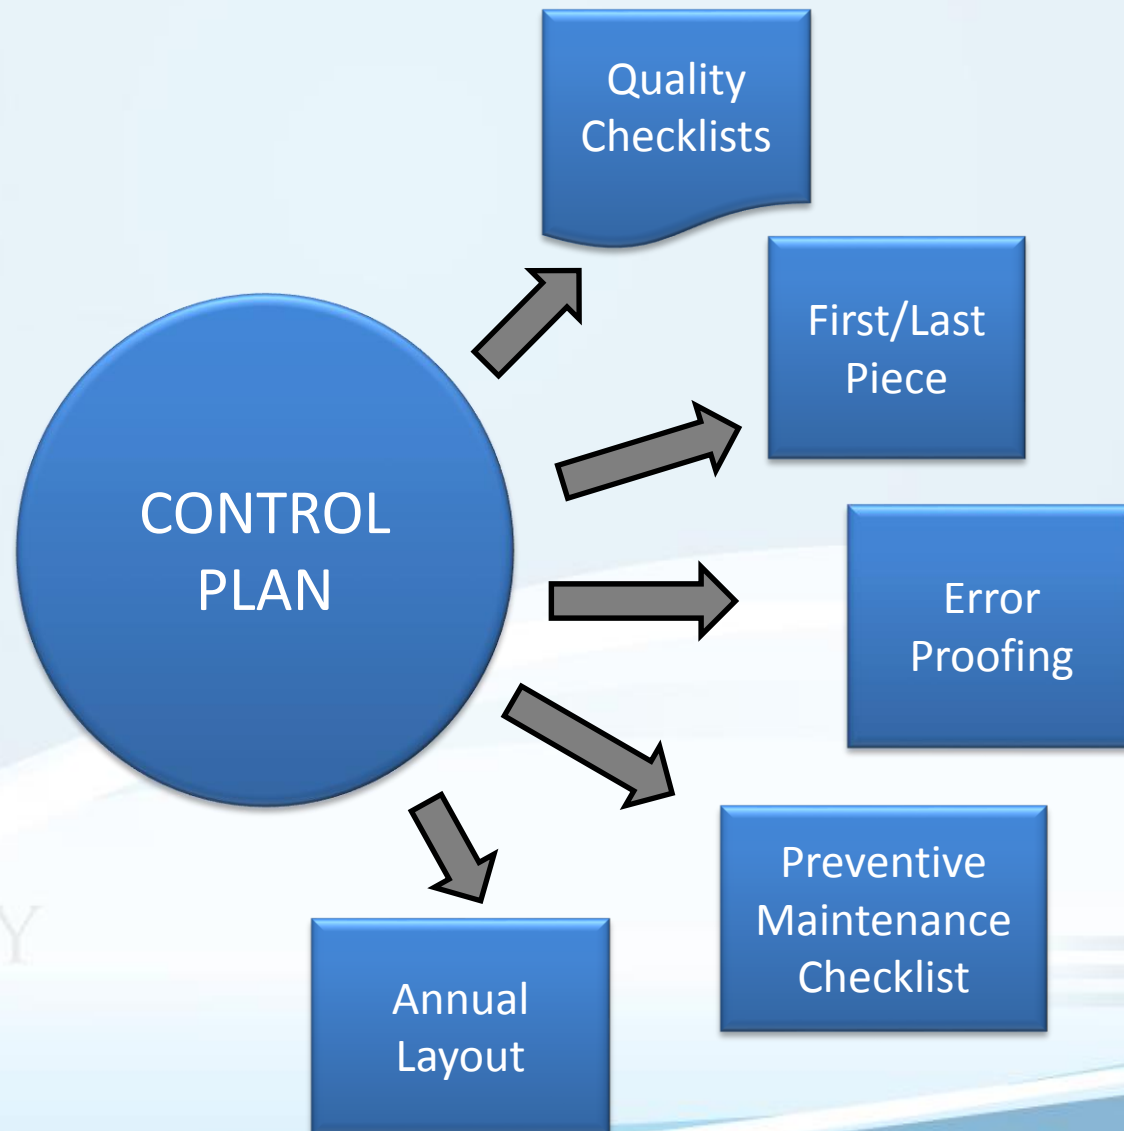 Quality
Checklists
First/Last
Piece
CONTROL
PLAN
Error
Proofing
Preventive
Maintenance
Checklist
Y
Annual
Layout